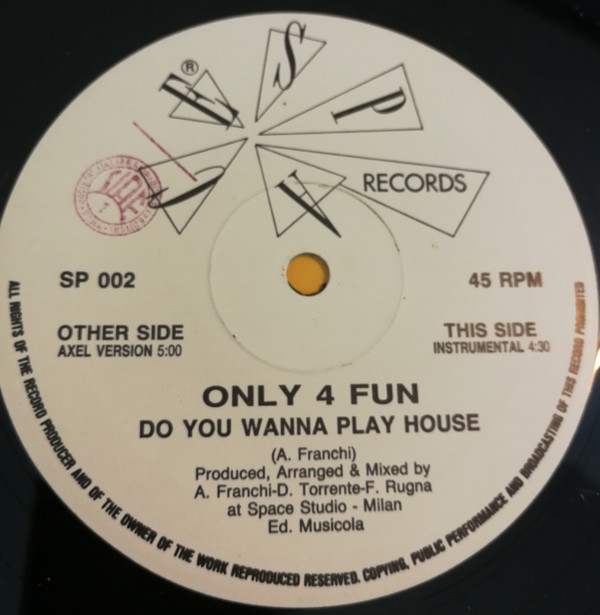 SPACE ®
RECORDS
SIAE
SP 002
45 RPM
OTHER SIDE
AXEL VERSION 5:00
THIS SIDE
INSTRUMENTAL 4:30
ONLY 4 FUN
DO YOU WANNA PLAY HOUSE
(A. Franchi)
Produced, Arranged & Mixed by
A. Franchi-D. Torrente-F. Rugna
at Space Studio - Milan
Ed. Musicola
ALL RIGHTS OF THE RECORD PRODUCER AND OF THE OWNER OF THE WORK REPRODUCED RESERVED. COPYING, PUBLIC PERFORMANCE AND BROADCASTING OF THIS RECORD PROHIBITED